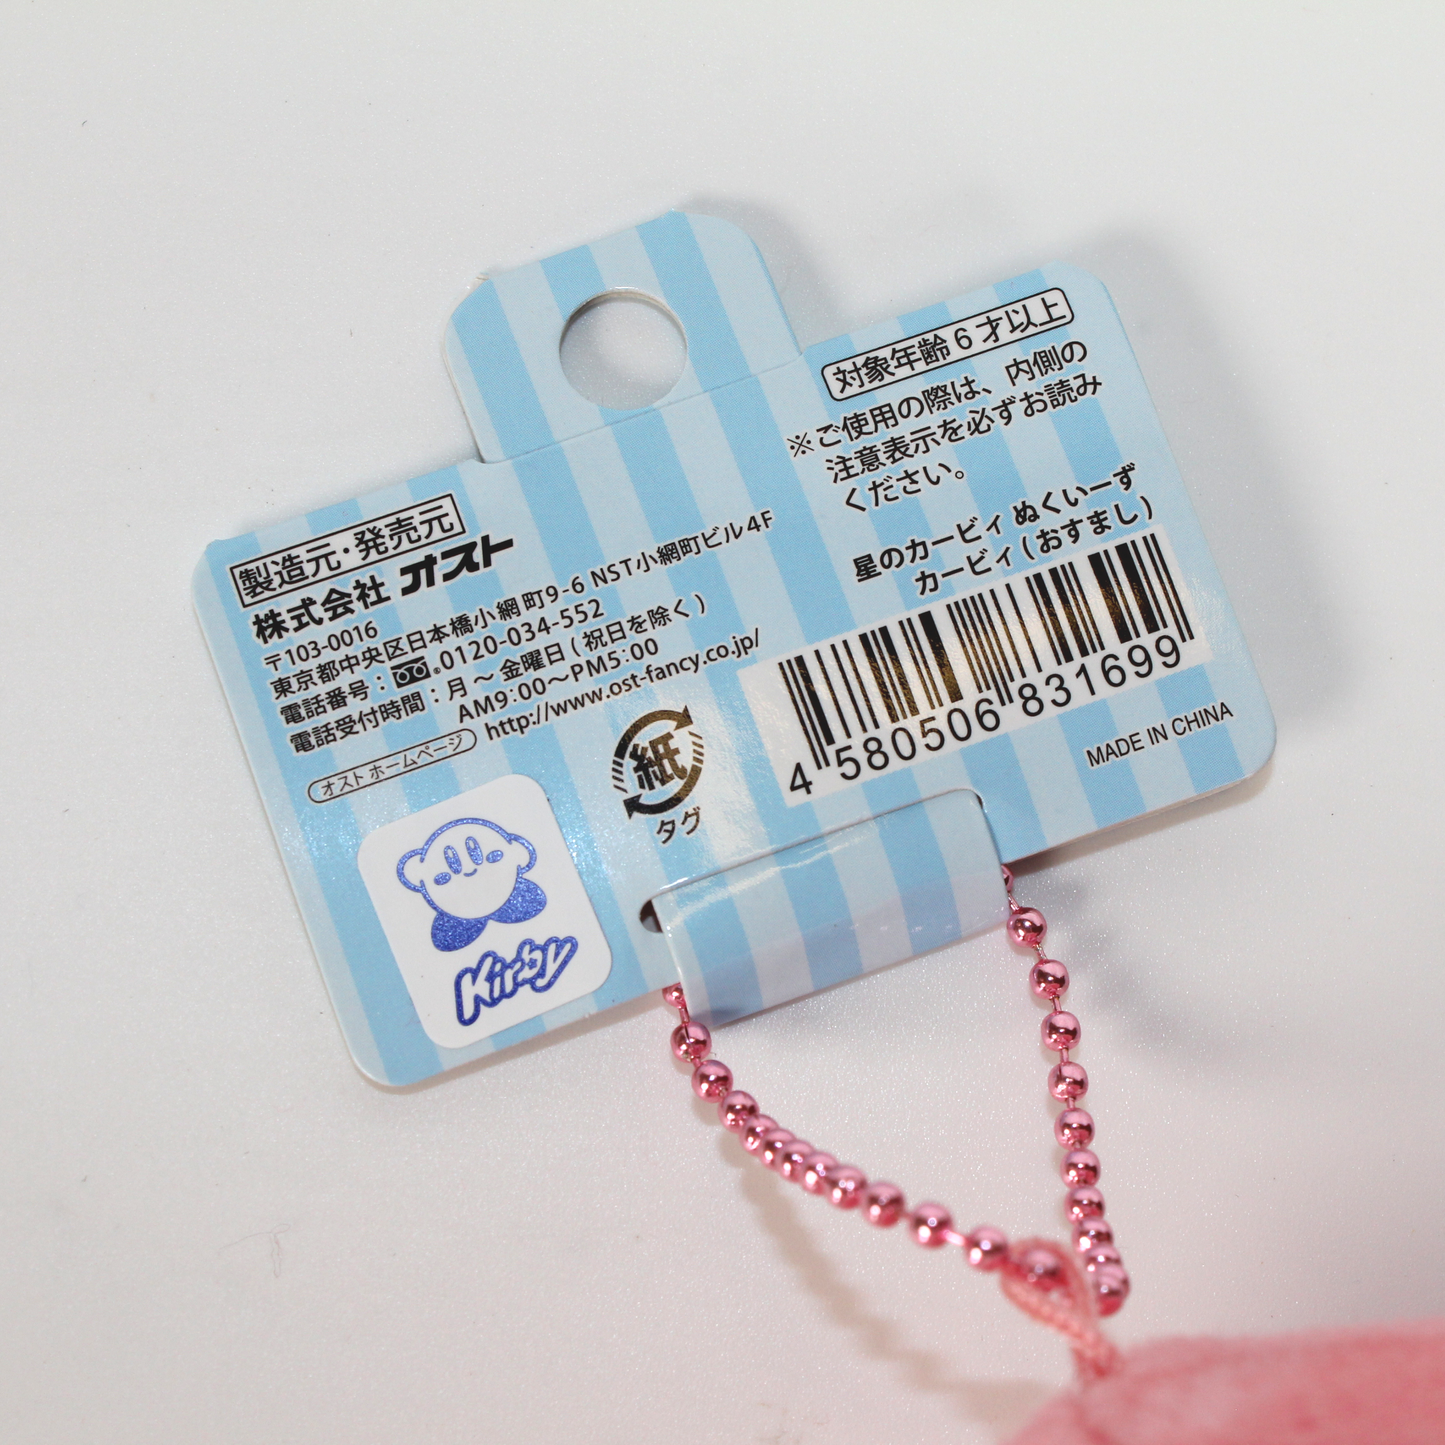 製造元・発売元
株式会社 オスト
〒103-0016
東京都中央区日本橋小網町9-6 NST小網町ビル4F
電話番号：0120-034-552
電話受付時間：月～金曜日(祝日を除く)
AM9:00～PM5:00
オスト ホームページ http://www.ost-fancy.co.jp/
Kirby
紙
タグ
対象年齢6才以上
※ご使用の際は、内側の
注意表示を必ずお読み
ください。
星のカービィ ぬくいーず
カービィ(おすまし)
4 580506 831699
MADE IN CHINA